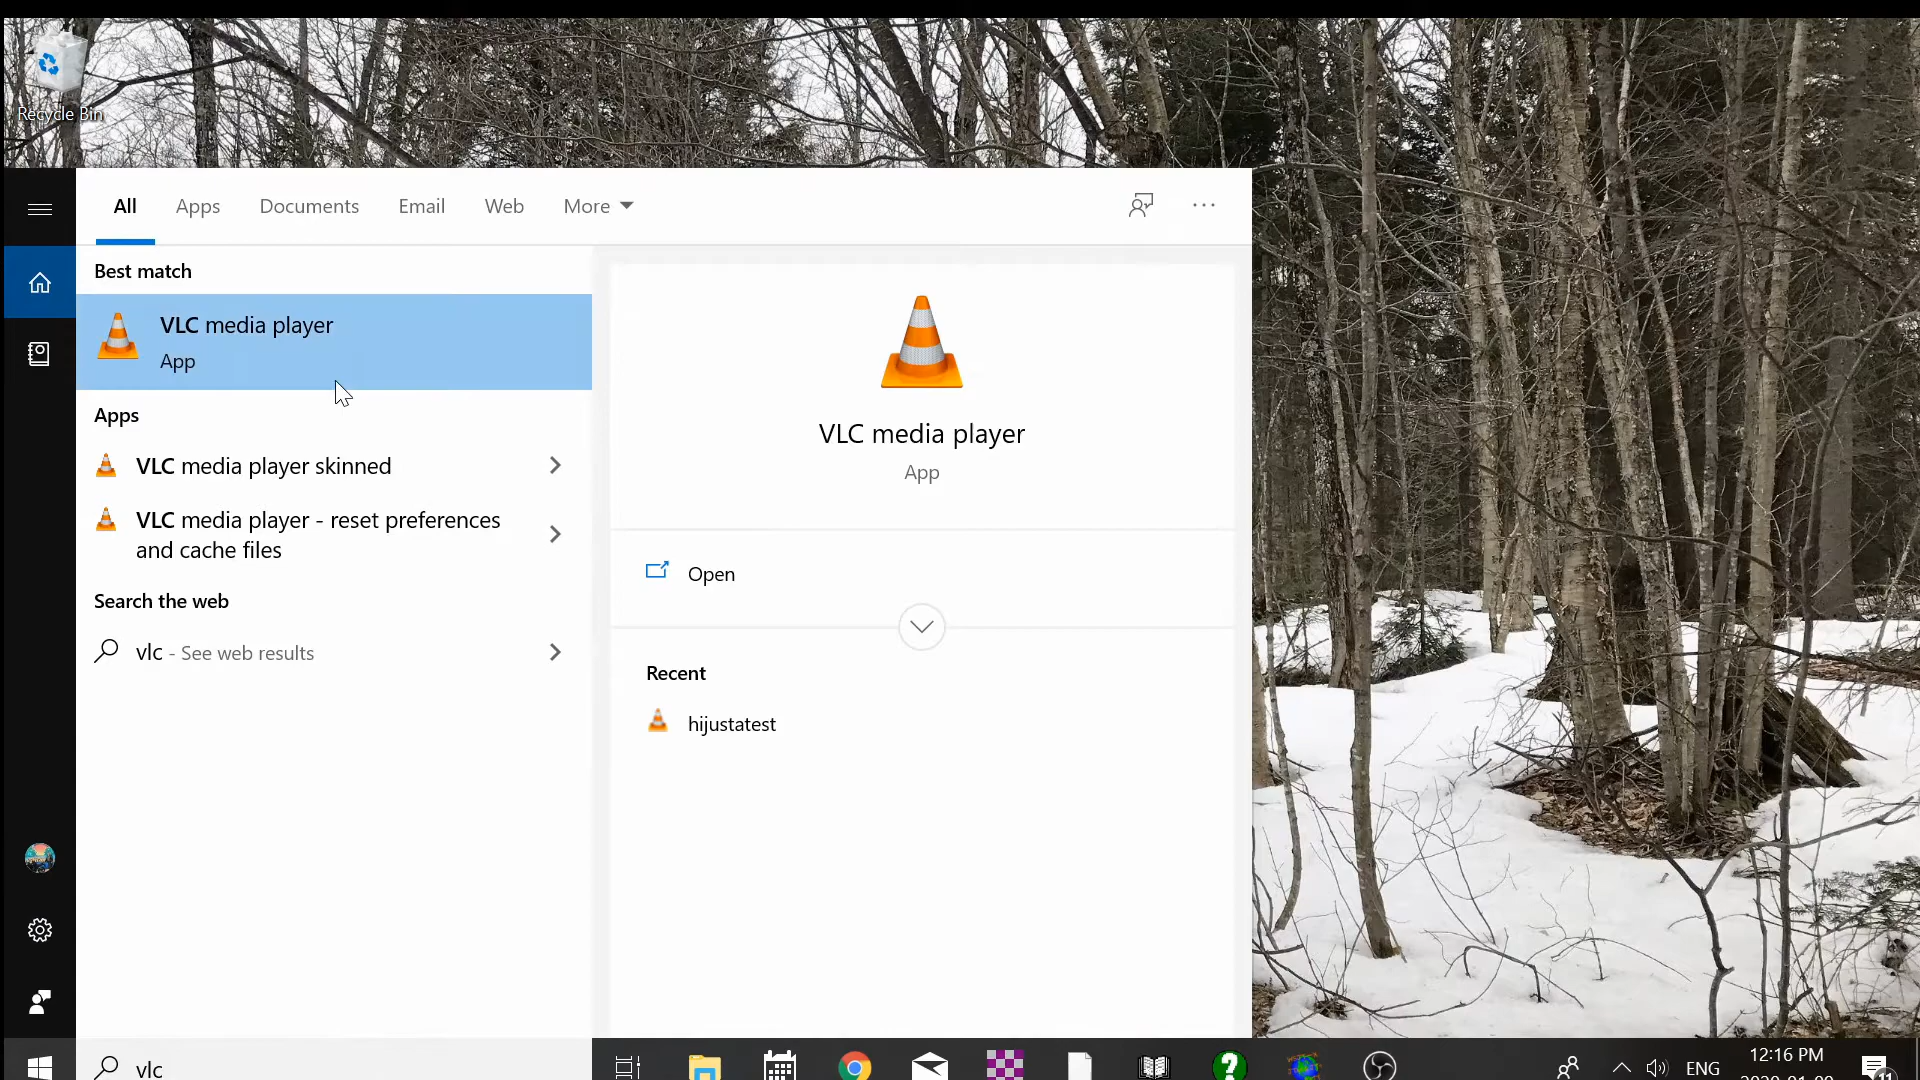 Recycle Bin
All
Apps
Documents
Email
Web
More
Best match
VLC media player
App
Apps
VLC media player skinned
VLC media player - reset preferences
and cache files
Search the web
vlc - See web results
VLC media player
App
Open
Recent
hijustatest
vlc
?
ENG
12:16 PM
11